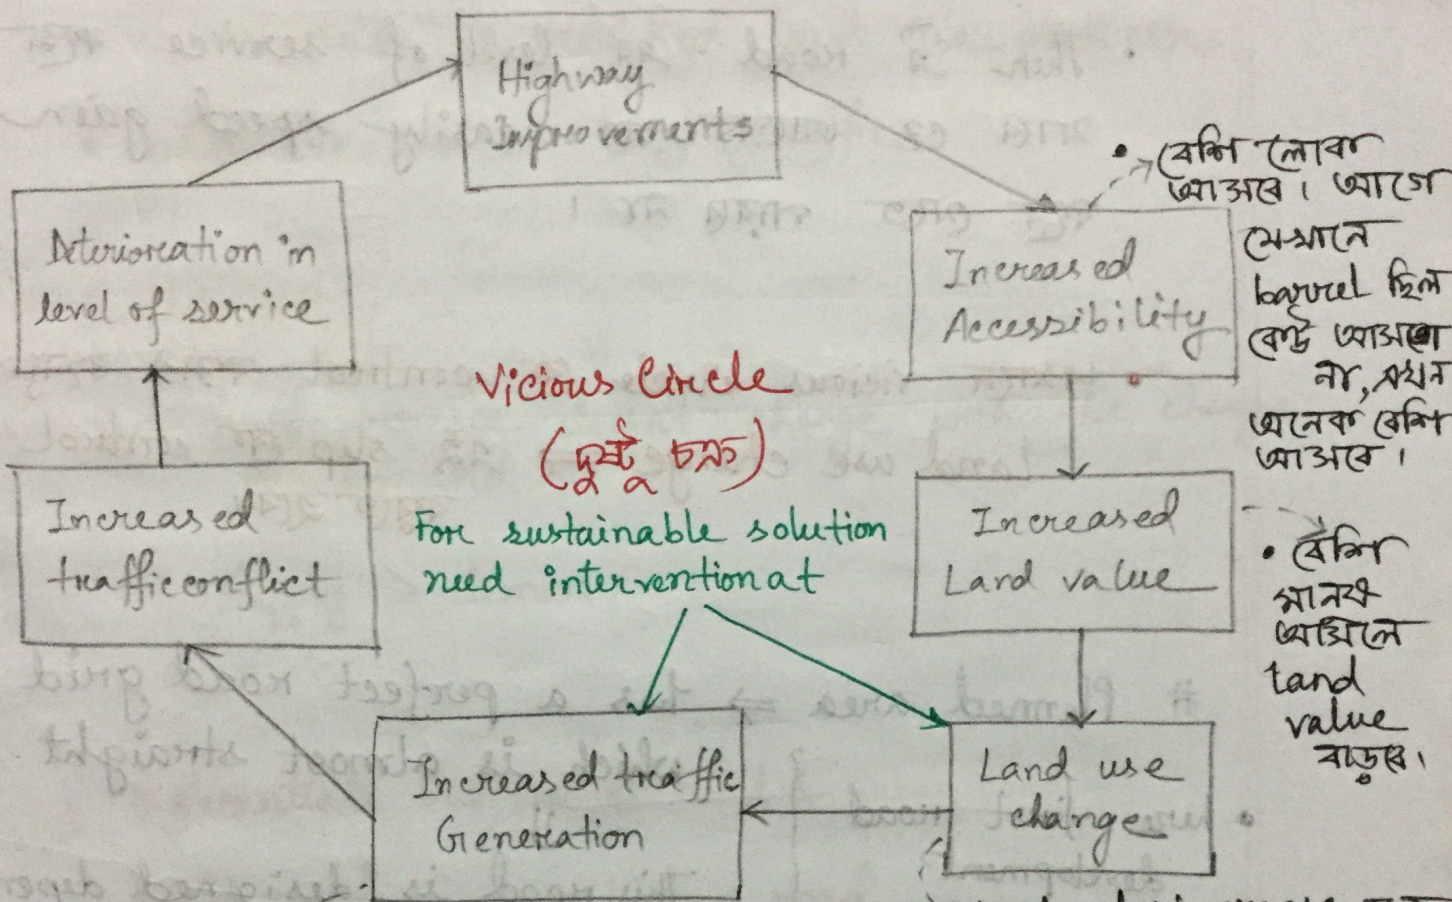 Highway
Improvements
• বেশি লোক
আসবে। আগে
যেখানে
barrel ছিল
কেউ আসতো
না, এখন
অনেক বেশি
আসবে।
Deterioration in
level of service
Increased
Accessibility
Vicious Circle
(দুষ্টু চক্র)
For sustainable solution
need intervention at
Increased
traffic conflict
Increased
Land value
• বেশি
মানুষ
আসিলে
land
value
বাড়বে।
Increased traffic
Generation
Land use
change